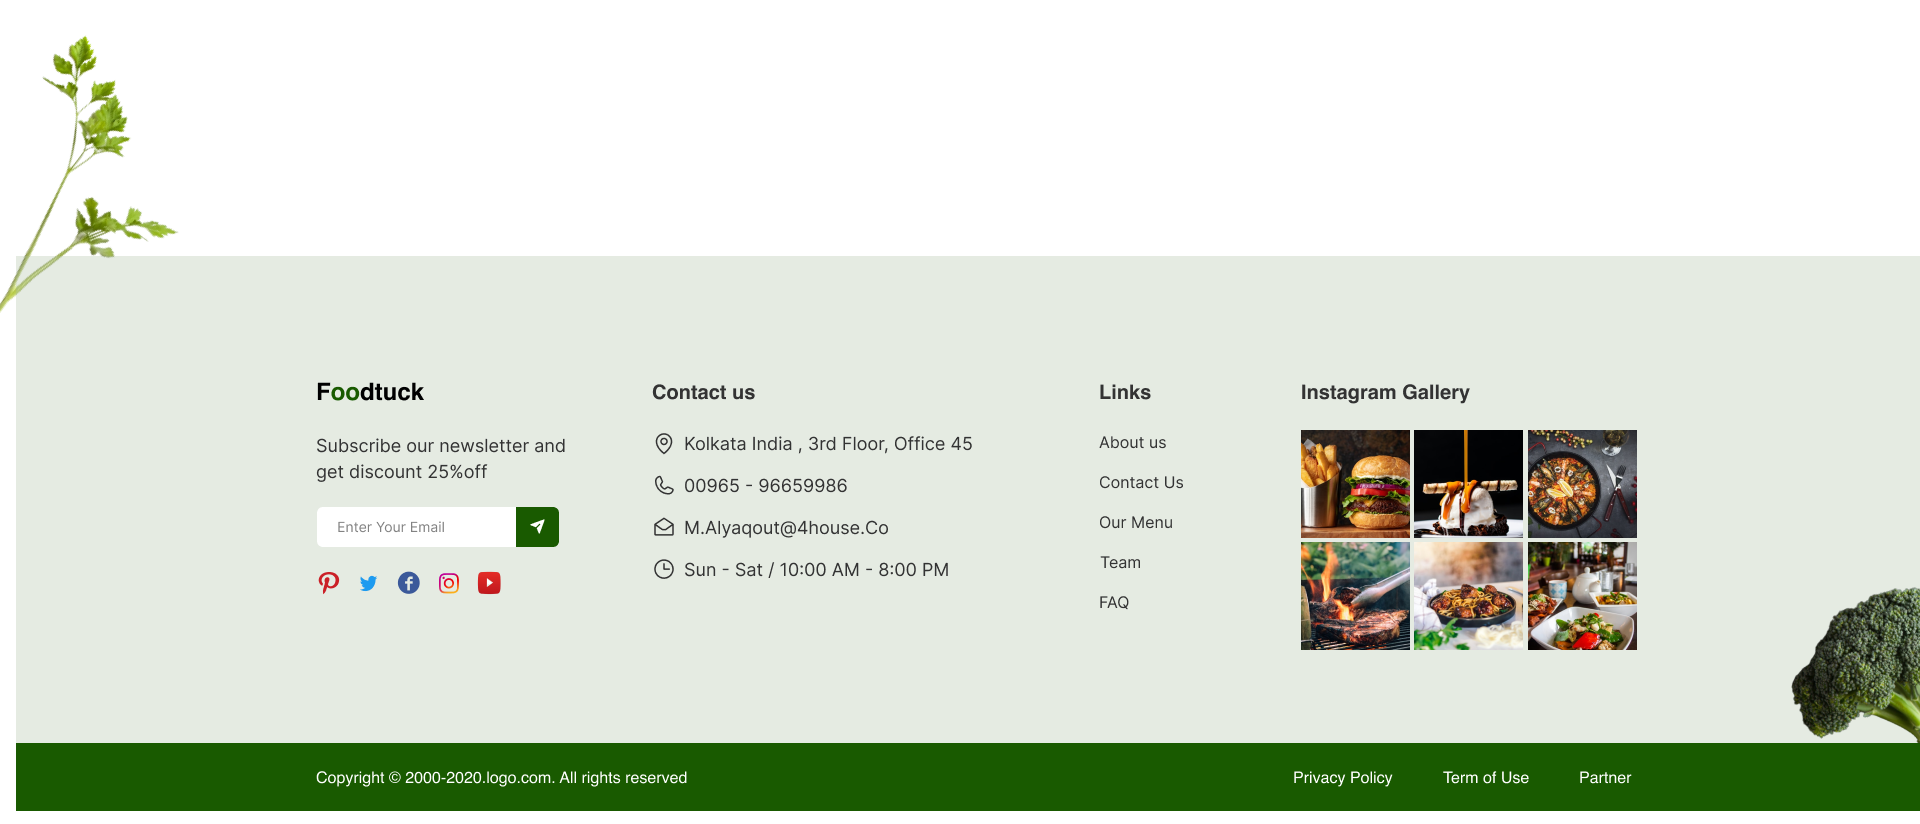 Foodtuck
Subscribe our newsletter and
get discount 25%off
Enter Your Email
Contact us
Kolkata India , 3rd Floor, Office 45
00965 - 96659986
M.Alyaqout@4house.Co
Sun - Sat / 10:00 AM - 8:00 PM
Links
About us
Contact Us
Our Menu
Team
FAQ
Instagram Gallery
Copyright © 2000-2020.logo.com. All rights reserved
Privacy Policy
Term of Use
Partner